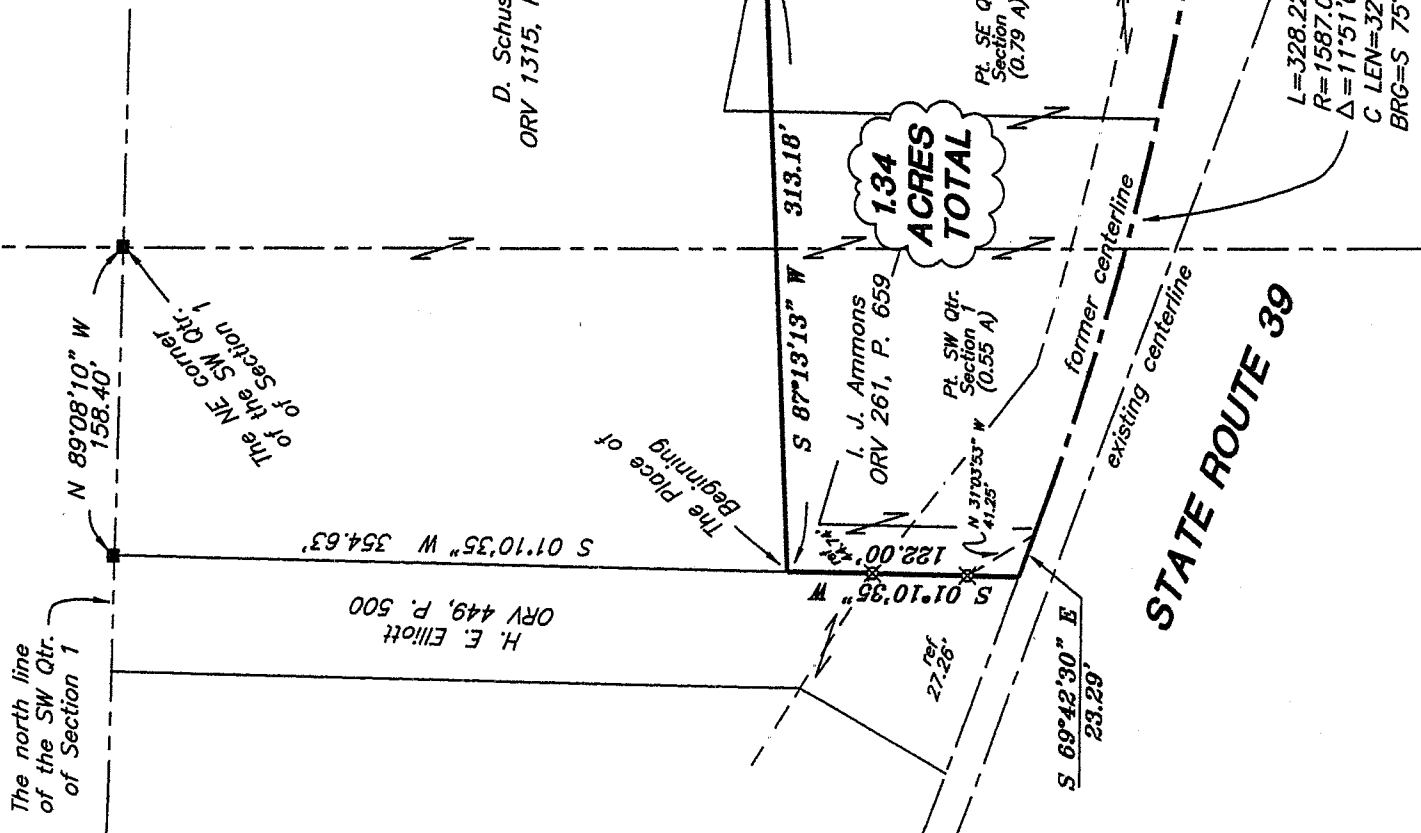 The north line
of the SW Qtr.
of Section 1
N 89°08'10" W
158.40'
The NE corner
of the SW Qtr.
of Section 1
D. Schus
ORV 1315,
S 01°10'35" W 354.63'
H. E. Elliott
ORV 449, P. 500
The Place of
Beginning
S 87°13'13" W 313.18'
1.34
ACRES
TOTAL
I. J. Ammons
ORV 261, P. 659
Pt. SW Qtr.
Section 1
(0.55 A)
Pt. SE Q
Section
(0.79 A)
ref
44.74'
122.00'
S 01°10'35" W
N 31°03'53" W
41.25'
ref
27.26'
S 69°42'30" E
23.29'
former centerline
existing centerline
STATE ROUTE 39
L=328.22
R=1587.0
Δ=11°51'
C LEN=32
BRG=S 75°